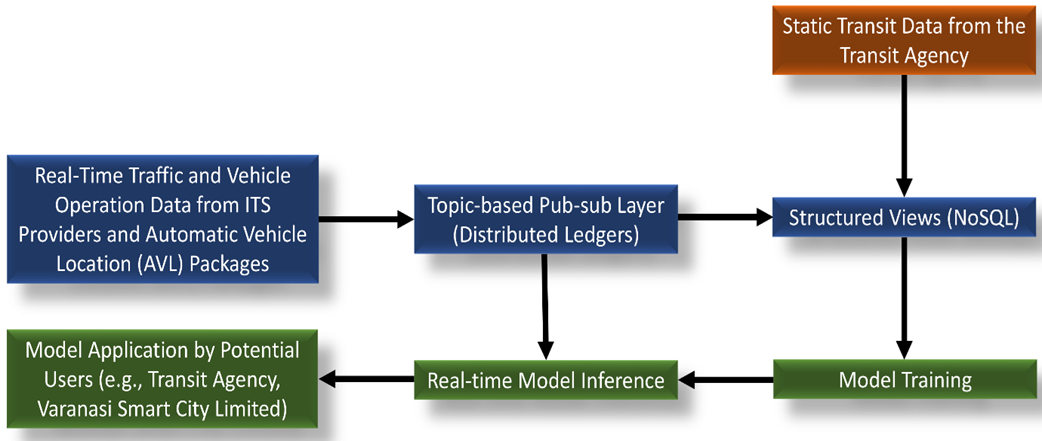 Static Transit Data from the
Transit Agency
Real-Time Traffic and Vehicle
Operation Data from ITS
Providers and Automatic Vehicle
Location (AVL) Packages
Topic-based Pub-sub Layer
(Distributed Ledgers)
Structured Views (NoSQL)
Model Application by Potential
Users (e.g., Transit Agency,
Varanasi Smart City Limited)
Real-time Model Inference
Model Training